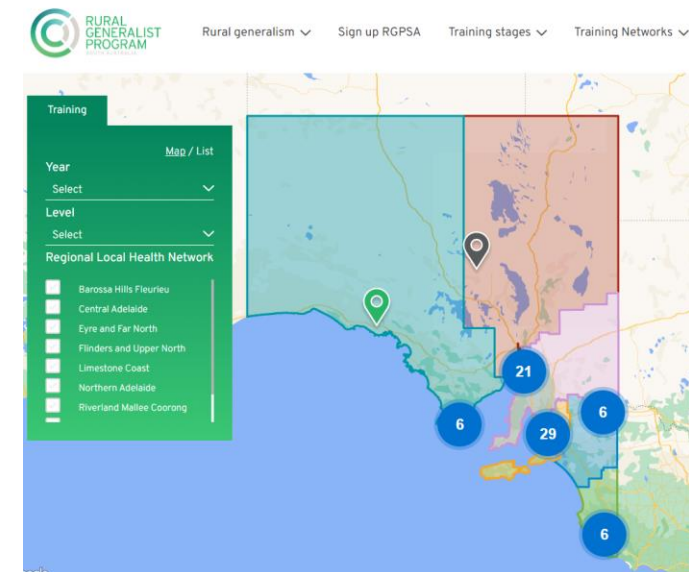 RURAL
GENERALIST
PROGRAM
SOUTH AUSTRALIA
Rural generalism
Sign up RGPSA
Training stages
Training Networks
Training
Map / List
Year
Select
Level
Select
Regional Local Health Network
Barossa Hills Fleurieu
Central Adelaide
Eyre and Far North
Flinders and Upper North
Limestone Coast
Northern Adelaide
Riverland Mallee Coorong
21
6
6
29
6